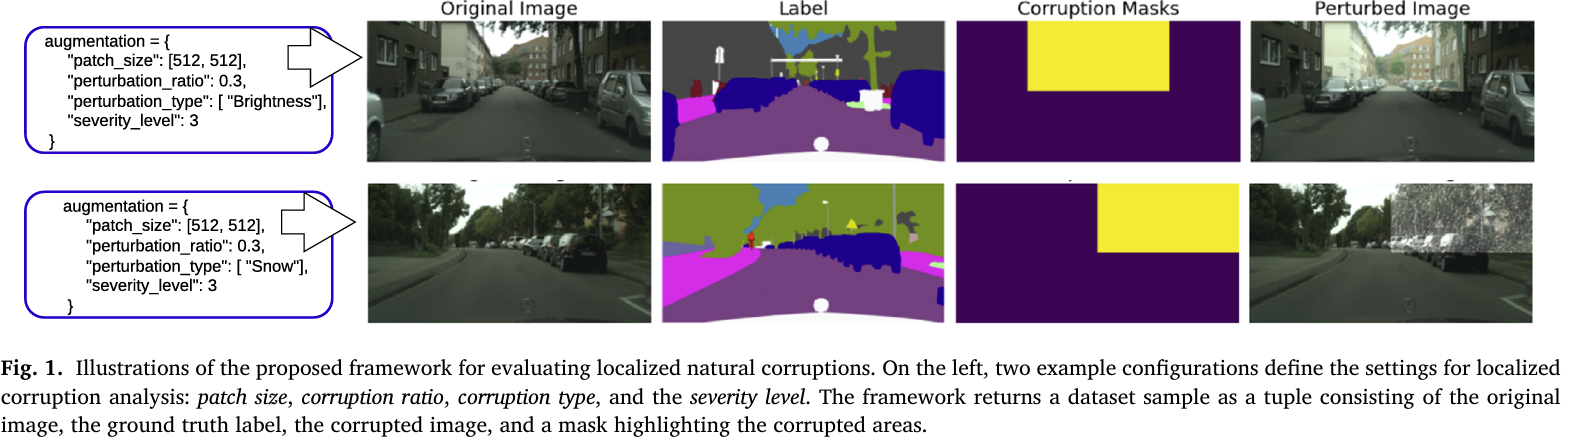 Original Image
Label
Corruption Masks
Perturbed Image
augmentation = {
"patch_size": [512, 512],
"perturbation_ratio": 0.3,
"perturbation_type": [ "Brightness"],
"severity_level": 3
}
augmentation = {
"patch_size": [512, 512],
"perturbation_ratio": 0.3,
"perturbation_type": [ "Snow"],
"severity_level": 3
}
Fig. 1. Illustrations of the proposed framework for evaluating localized natural corruptions. On the left, two example configurations define the settings for localized
corruption analysis: patch size, corruption ratio, corruption type, and the severity level. The framework returns a dataset sample as a tuple consisting of the original
image, the ground truth label, the corrupted image, and a mask highlighting the corrupted areas.